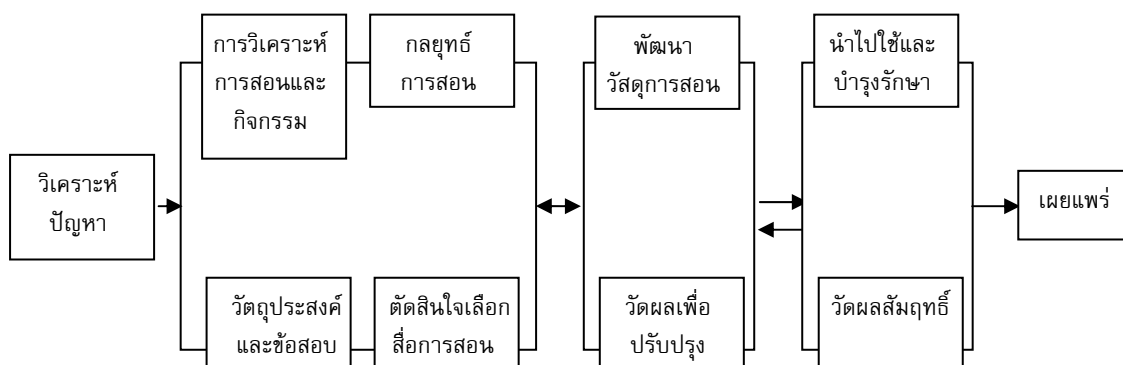 การวิเคราะห์
การสอนและ
กิจกรรม
กลยุทธ์
การสอน
พัฒนา
วัสดุการสอน
นำไปใช้และ
บำรุงรักษา
วิเคราะห์
ปัญหา
เผยแพร่
วัตถุประสงค์
และข้อสอบ
ตัดสินใจเลือก
สื่อการสอน
วัดผลเพื่อ
ปรับปรุง
วัดผลสัมฤทธิ์